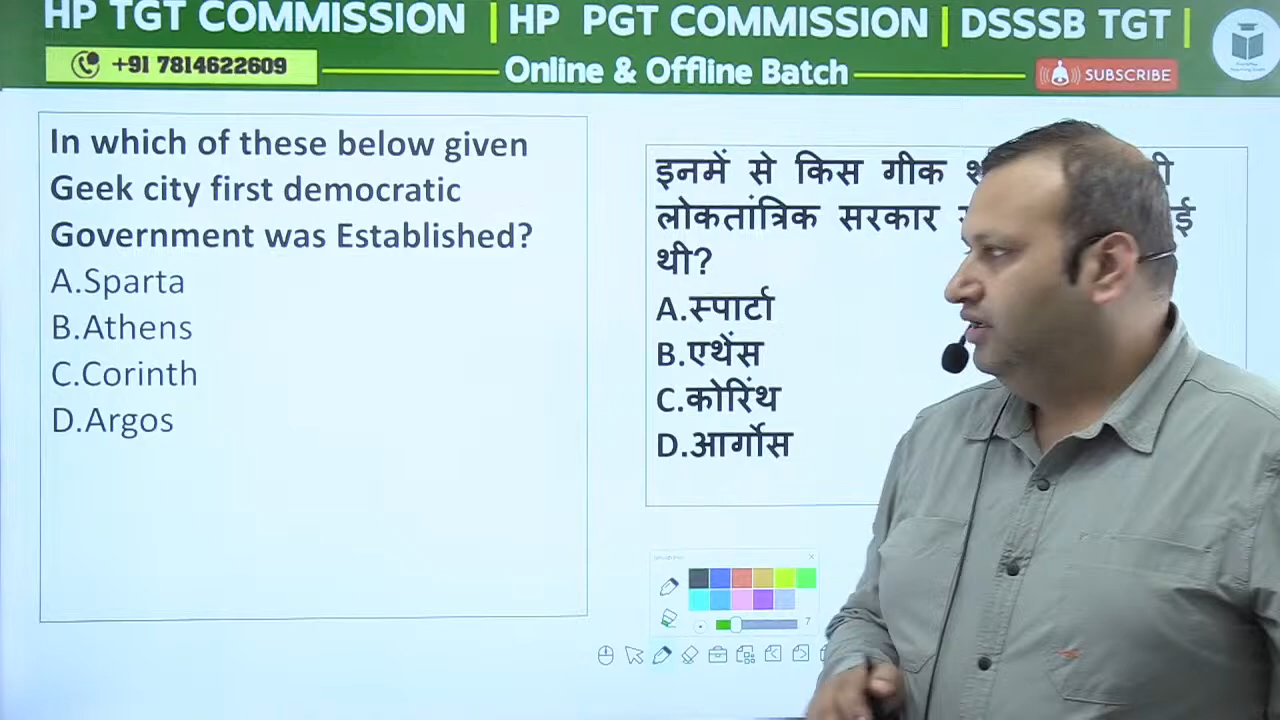 HP TGT COMMISSION | HP PGT COMMISSION | DSSSB TGT |
+91 7814622609
Online & Offline Batch
SUBSCRIBE
In which of these below given
Geek city first democratic
Government was Established?
A.Sparta
B.Athens
C.Corinth
D.Argos
इनमें से किस गीक
लोकतांत्रिक सरकार
थी?
A.स्पार्टा
B.एथेंस
C.कोरिंथ
D.आर्गोस
7